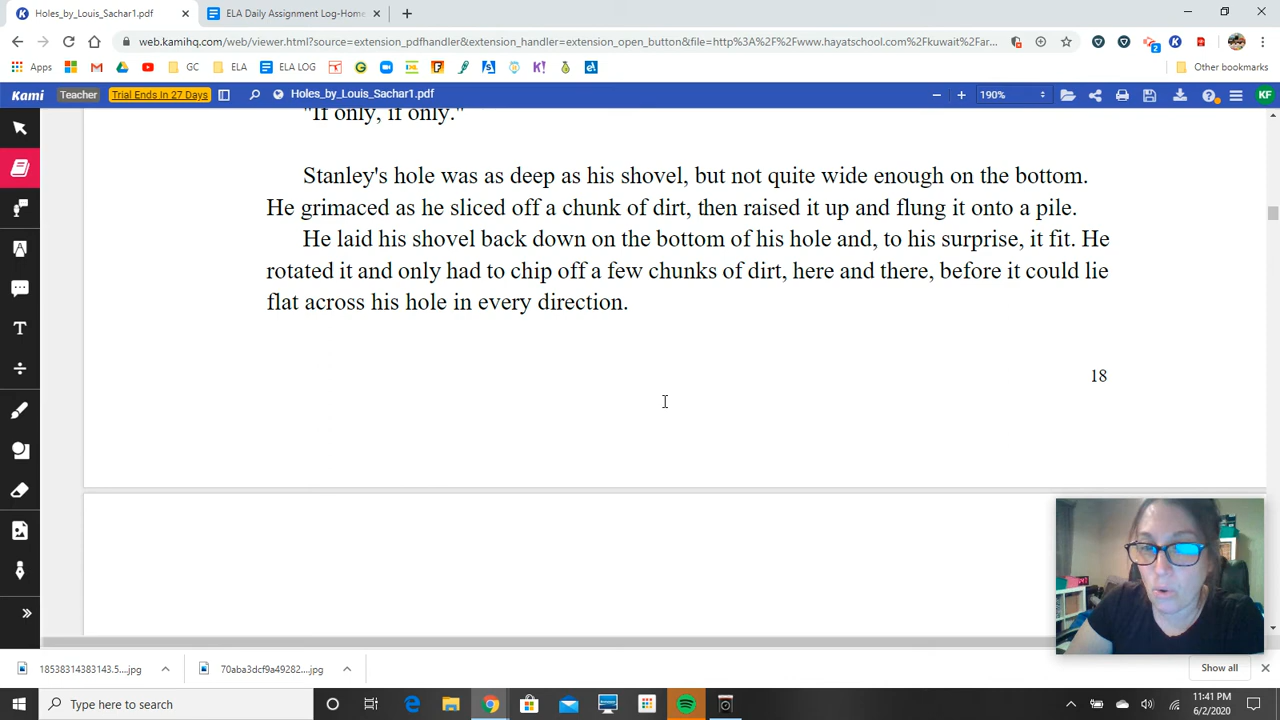 Holes_by_Louis_Sachar1.pdf
ELA Daily Assignment Log-Home
web.kamihq.com/web/viewer.html?source=extension_pdfhandler&extension_handler=extension_open_button&file=http%3A%2F%2Fwww.hayatschool.com%2Fkuwait%2Far...
Apps GC ELA ELA LOG Other bookmarks
Kami Teacher Trial Ends In 27 Days Holes_by_Louis_Sachar1.pdf 190% KF
"If only, if only."
Stanley's hole was as deep as his shovel, but not quite wide enough on the bottom.
He grimaced as he sliced off a chunk of dirt, then raised it up and flung it onto a pile.
He laid his shovel back down on the bottom of his hole and, to his surprise, it fit. He
rotated it and only had to chip off a few chunks of dirt, here and there, before it could lie
flat across his hole in every direction.
18
18538314383143.5....jpg 70aba3dcf9a49282....jpg Show all
Type here to search
11:41 PM
6/2/2020